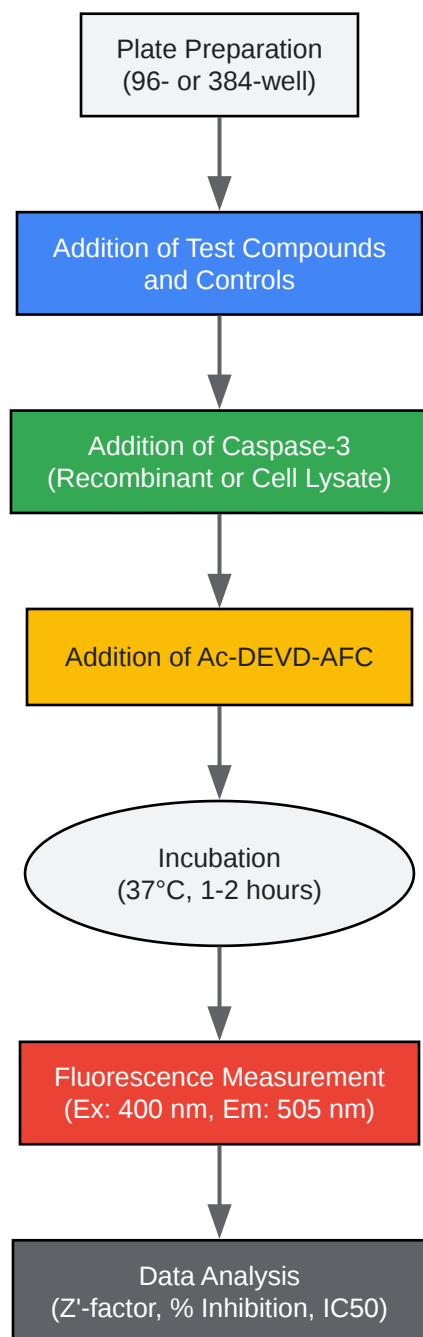 Plate Preparation
(96- or 384-well)
Addition of Test Compounds
and Controls
Addition of Caspase-3
(Recombinant or Cell Lysate)
Addition of Ac-DEVD-AFC
Incubation
(37°C, 1-2 hours)
Fluorescence Measurement
(Ex: 400 nm, Em: 505 nm)
Data Analysis
(Z'-factor, % Inhibition, IC50)